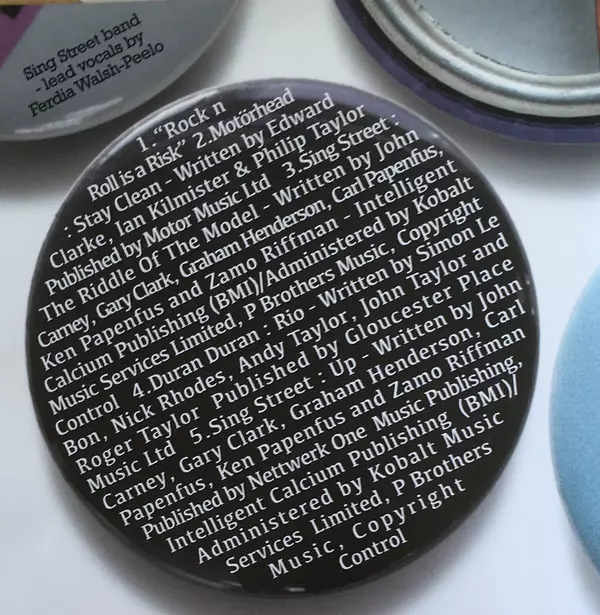 Sing Street band
- lead vocals by
Ferdia Walsh-Peelo
1."Rock n
Roll is a Risk" 2.Motörhead
: Stay Clean - Written by Edward
Clarke, Ian Kilmister & Philip Taylor
Published by Motor Music Ltd 3.Sing Street :
The Riddle Of The Model - Written by John
Carney, Gary Clark, Graham Henderson, Carl Papenfus,
Ken Papenfus and Zamo Riffman - Intelligent
Calcium Publishing (BMI)/Administered by Kobalt
Music Services Limited, P Brothers Music, Copyright
Control 4.Duran Duran : Rio - Written by Simon Le
Bon, Nick Rhodes, Andy Taylor, John Taylor and
Roger Taylor Published by Gloucester Place
Music Ltd 5.Sing Street : Up - Written by John
Carney, Gary Clark, Graham Henderson, Carl
Papenfus, Ken Papenfus and Zamo Riffman
Published by Nettwerk One Music Publishing,
Intelligent Calcium Publishing (BMI)/
Administered by Kobalt Music
Services Limited, P Brothers
Music, Copyright
Control